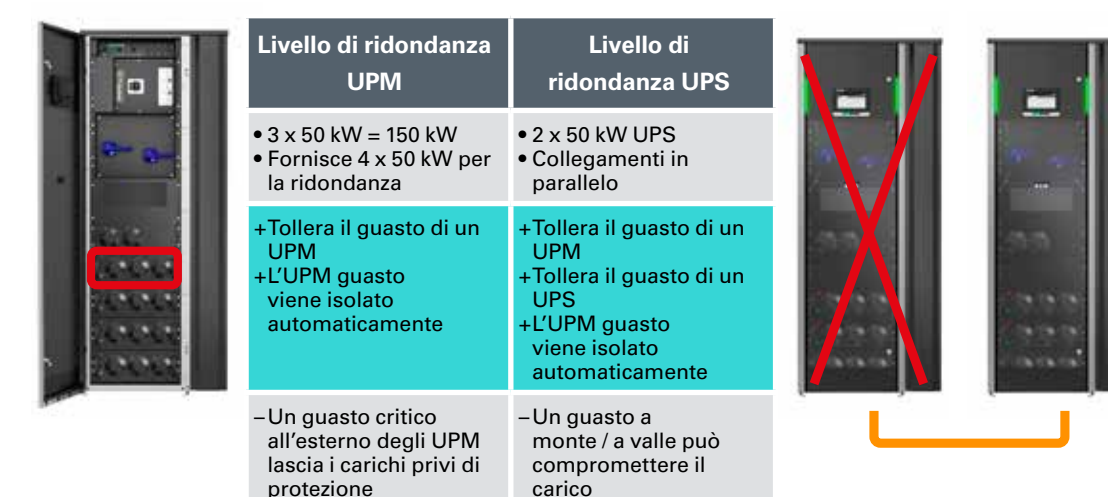 Livello di ridondanza
UPM
Livello di
ridondanza UPS
• 3 x 50 kW = 150 kW
• Fornisce 4 x 50 kW per
la ridondanza
• 2 x 50 kW UPS
• Collegamenti in
parallelo
+Tollera il guasto di un
UPM
+L'UPM guasto
viene isolato
automaticamente
+Tollera il guasto di un
UPM
+Tollera il guasto di un
UPS
+L'UPM guasto
viene isolato
automaticamente
–Un guasto critico
all'esterno degli UPM
lascia i carichi privi di
protezione
–Un guasto a
monte / a valle può
compromettere il
carico